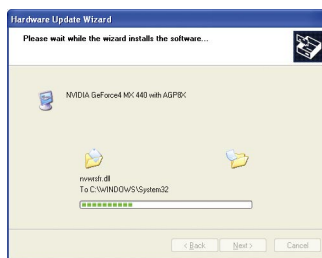 Hardware Update Wizard
Please wait while the wizard installs the software...
NVIDIA GeForce4 MX 440 with AGP8X
nvwrsfr.dll
To C:\WINDOWS\System32
< Back Next > Cancel